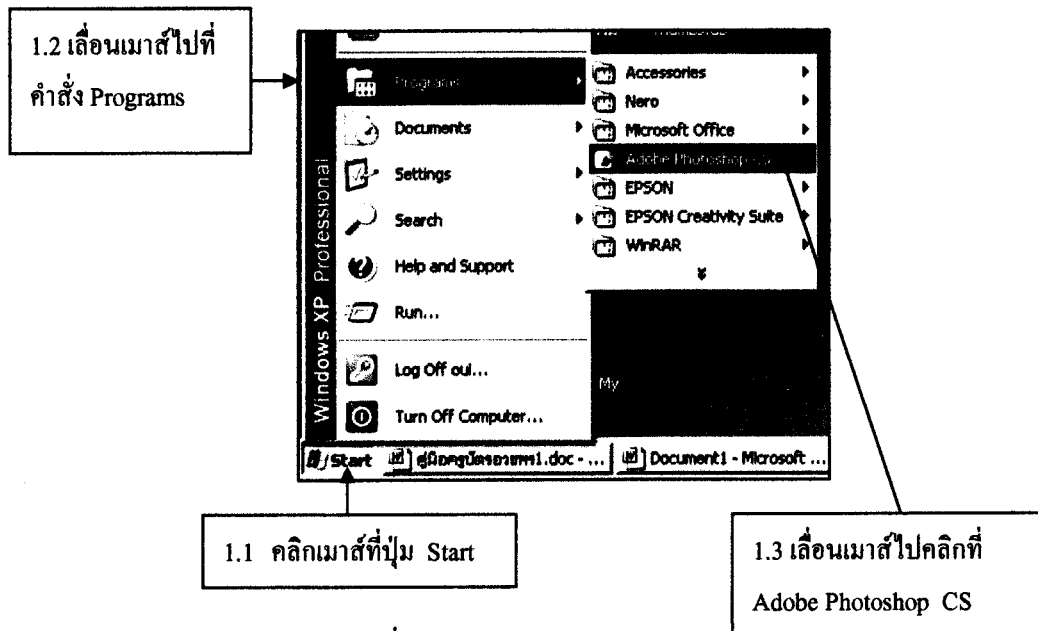 1.2 เลื่อนเมาส์ไปที่
คำสั่ง Programs
Programs
Documents
Settings
Search
Help and Support
Run...
Log Off oul...
Turn Off Computer...
Windows XP Professional
Accessories
Nero
Microsoft Office
Adobe Photoshop CS
EPSON
EPSON Creativity Suite
WinRAR
My
Start
.doc - ...
Document1 - Microsoft ...
1.1 คลิกเมาส์ที่ปุ่ม Start
1.3 เลื่อนเมาส์ไปคลิกที่
Adobe Photoshop CS